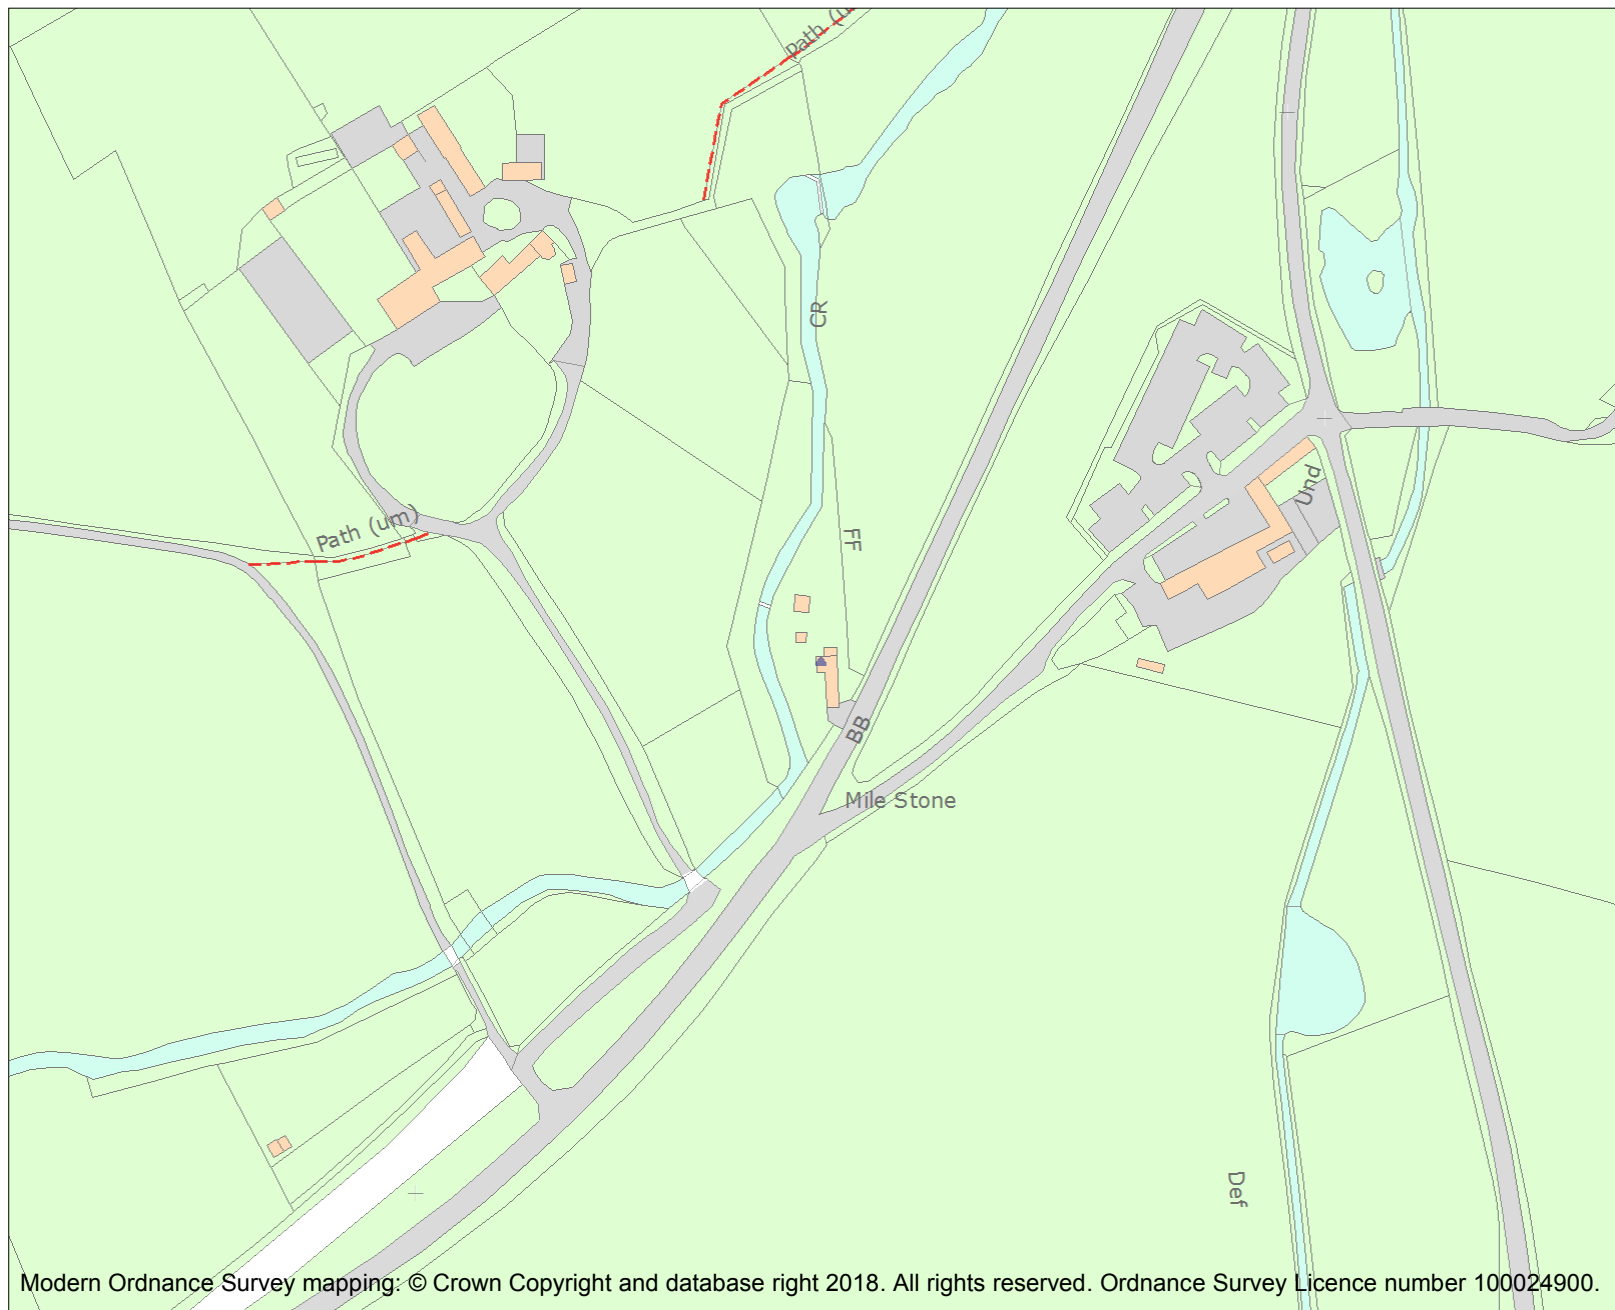 Path (u
CR
Und
Path (um)
FF
BB
Mile Stone
Def
Modern Ordnance Survey mapping: © Crown Copyright and database right 2018. All rights reserved. Ordnance Survey Licence number 100024900.